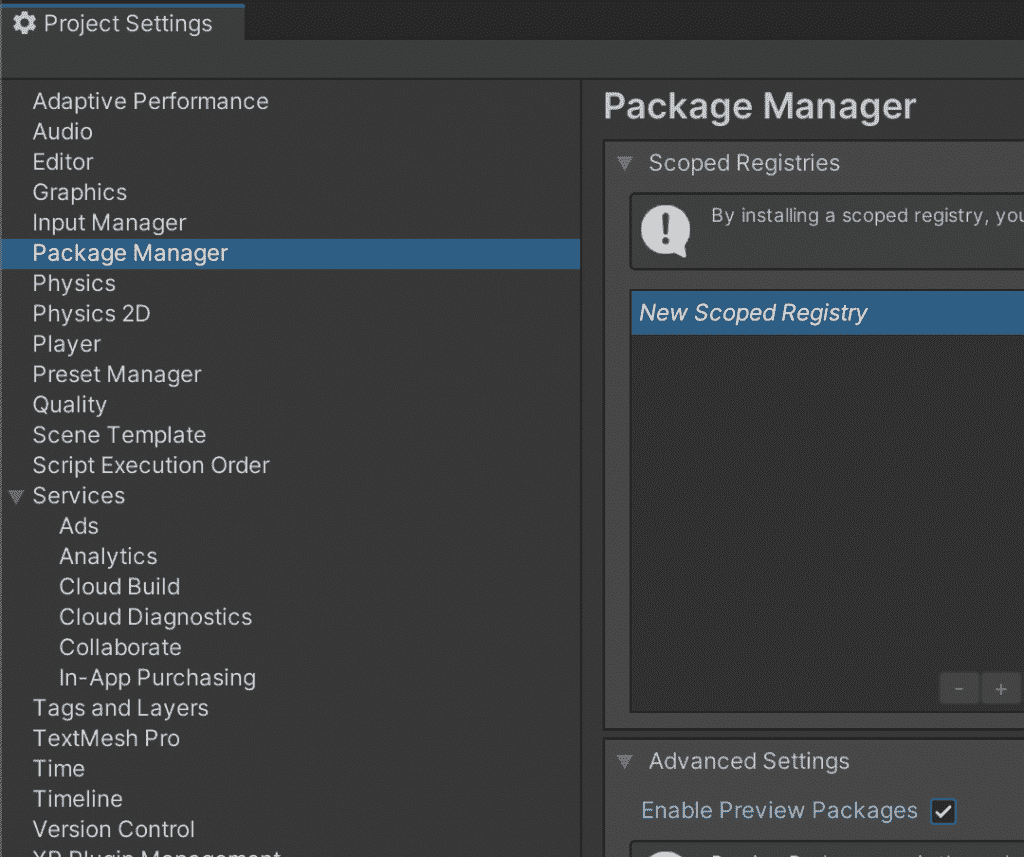 Project Settings
Adaptive Performance
Audio
Editor
Graphics
Input Manager
Package Manager
Physics
Physics 2D
Player
Preset Manager
Quality
Scene Template
Script Execution Order
Services
Ads
Analytics
Cloud Build
Cloud Diagnostics
Collaborate
In-App Purchasing
Tags and Layers
TextMesh Pro
Time
Timeline
Version Control
XR Plugin Management
Package Manager
Scoped Registries
By installing a scoped registry, you
New Scoped Registry
- +
Advanced Settings
Enable Preview Packages